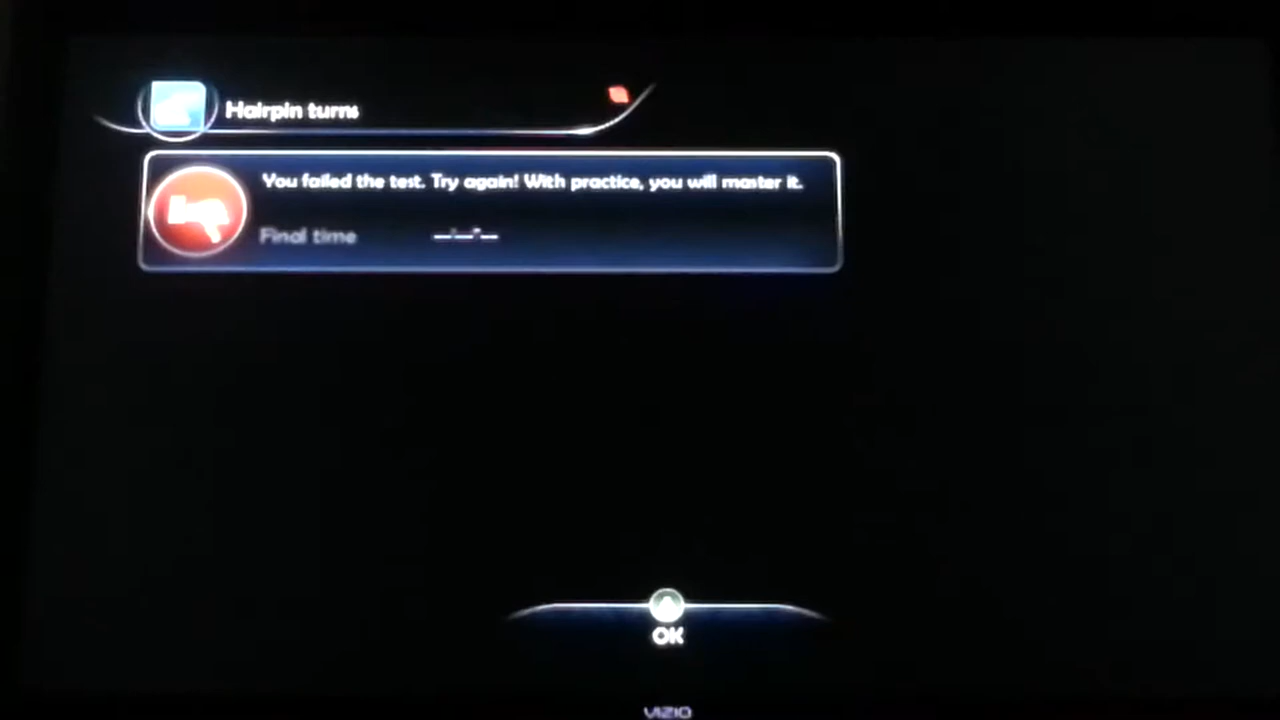 Hairpin turns
You failed the test. Try again! With practice, you will master it.
Final time --'--"--
A
OK
VIZIO